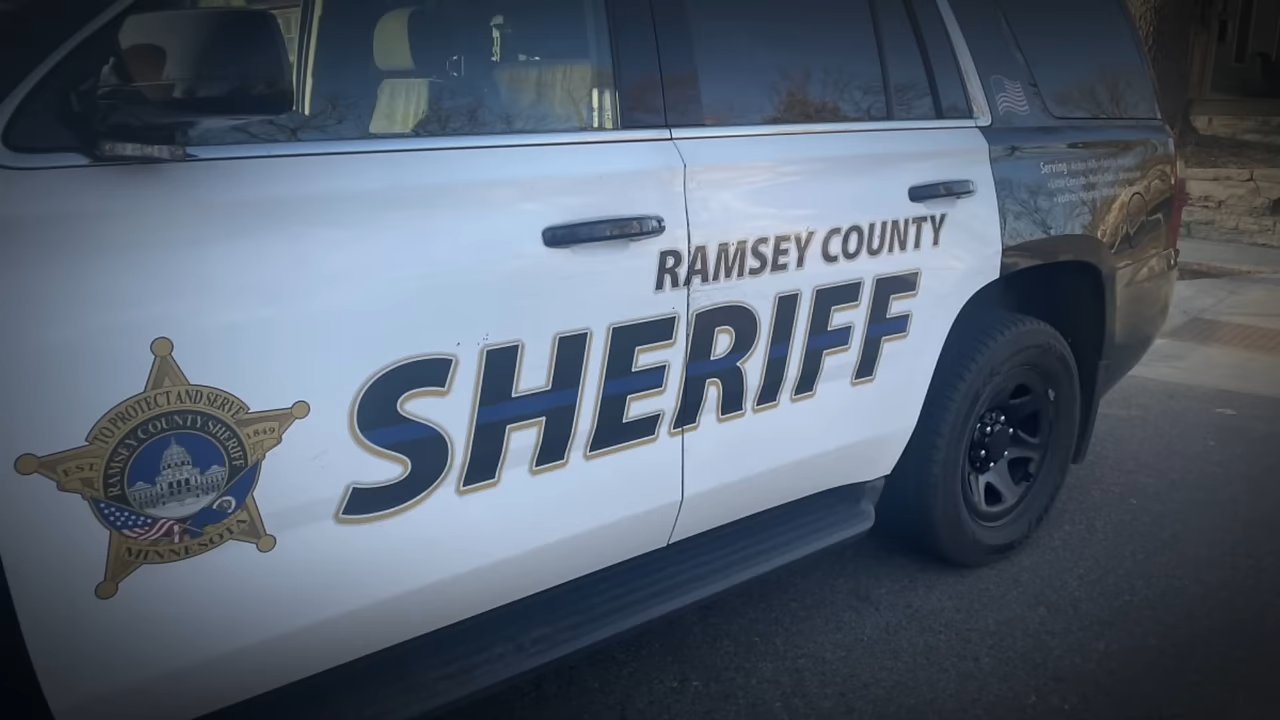 RAMSEY COUNTY
SHERIFF
TO PROTECT AND SERVE
RAMSEY COUNTY SHERIFF
EST. 1849
MINNESOTA
Serving